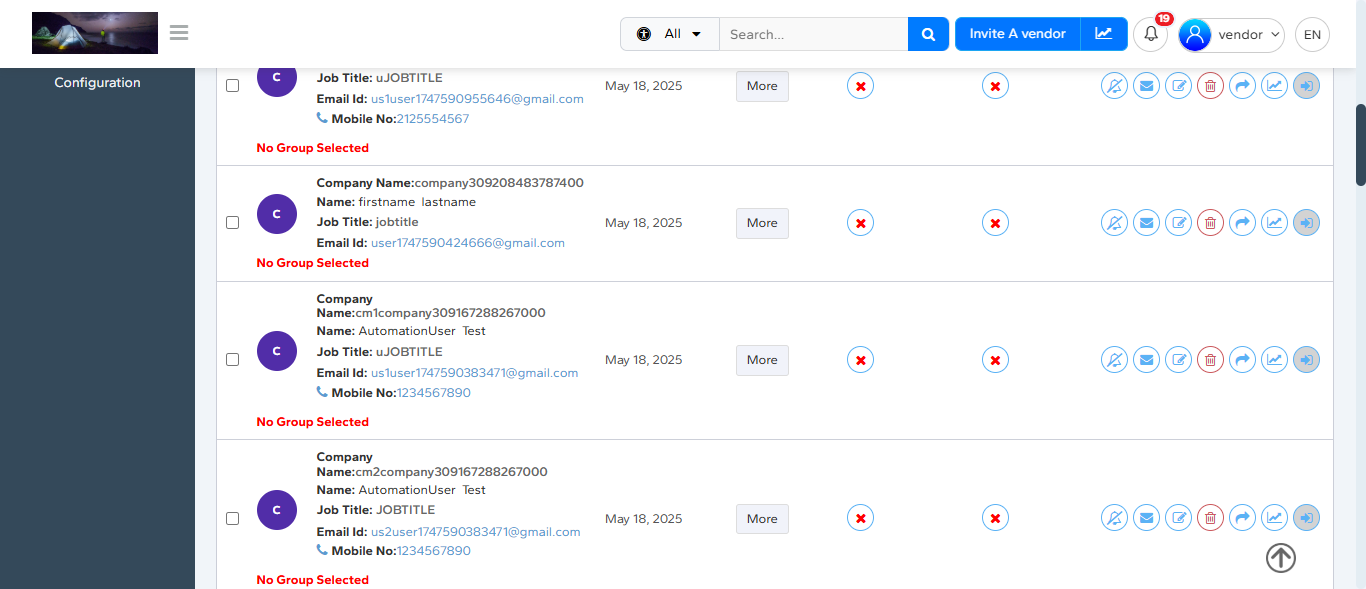 All
Search...
Invite A vendor
19
vendor
EN
Configuration
C
Job Title: uJOBTITLE
Email Id: us1user1747590955646@gmail.com
Mobile No:2125554567
May 18, 2025
More
No Group Selected
C
Company Name:company309208483787400
Name: firstname lastname
Job Title: jobtitle
Email Id: user1747590424666@gmail.com
May 18, 2025
More
No Group Selected
C
Company
Name:cm1company309167288267000
Name: AutomationUser Test
Job Title: uJOBTITLE
Email Id: us1user1747590383471@gmail.com
Mobile No:1234567890
May 18, 2025
More
No Group Selected
C
Company
Name:cm2company309167288267000
Name: AutomationUser Test
Job Title: JOBTITLE
Email Id: us2user1747590383471@gmail.com
Mobile No:1234567890
May 18, 2025
More
No Group Selected